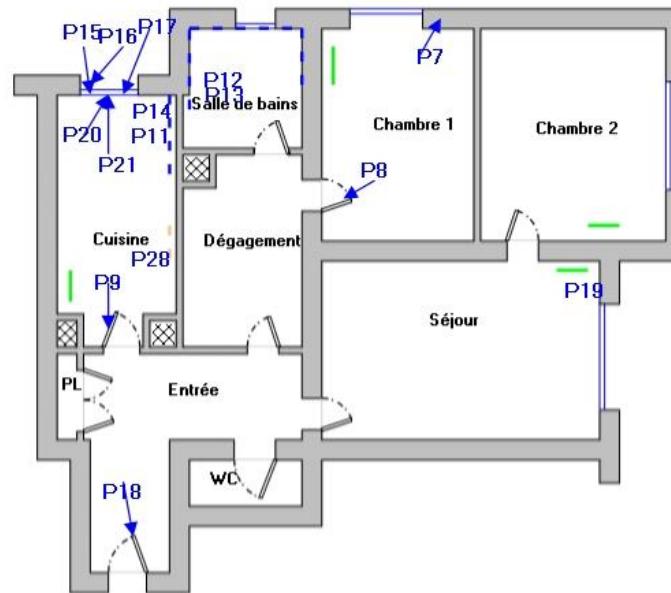 P15
P16
P17
P7
P12
P13
Salle de bains
P14
P11
P20
P21
Chambre 1
Chambre 2
P8
Cuisine
Dégagement
P28
P9
P19
Séjour
PL
Entrée
WC
P18